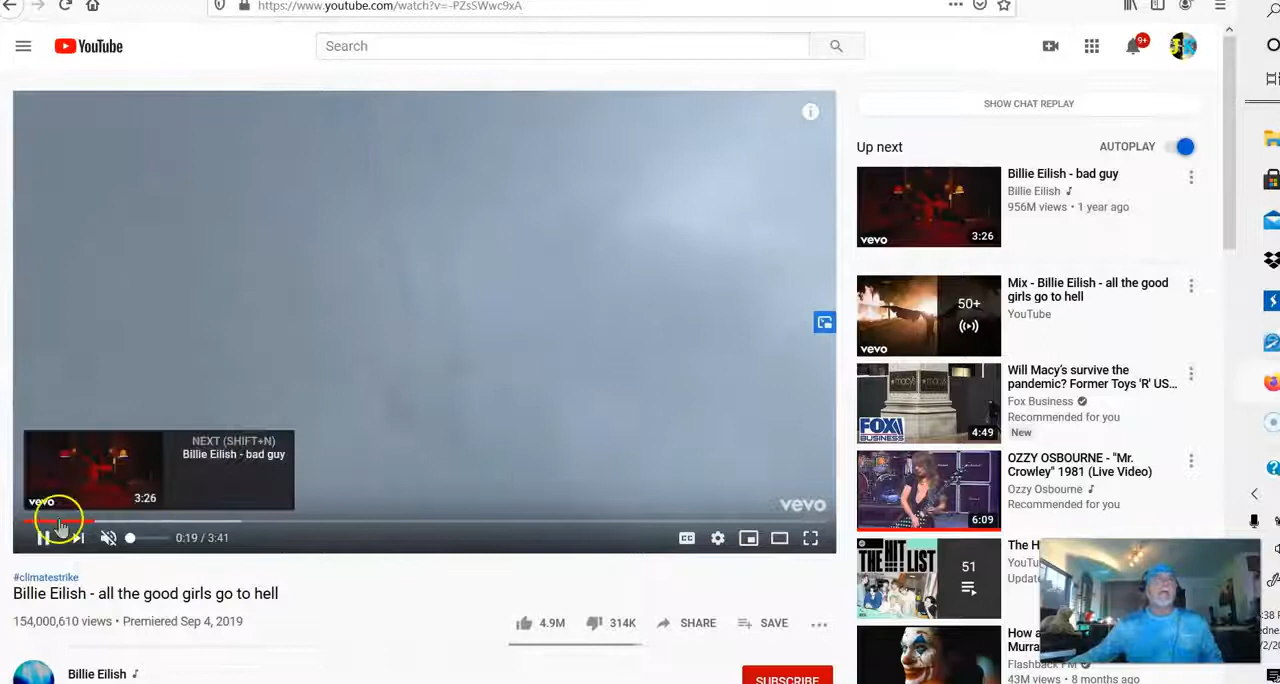 https://www.youtube.com/watch?v=-PZsSWwc9xA
YouTube
Search
9+
SHOW CHAT REPLAY
Up next
AUTOPLAY
Billie Eilish - bad guy
Billie Eilish
956M views • 1 year ago
vevo
3:26
Mix - Billie Eilish - all the good
girls go to hell
YouTube
50+
vevo
Will Macy's survive the
pandemic? Former Toys 'R' US...
Fox Business
Recommended for you
New
macy's
FOX
BUSINESS
4:49
OZZY OSBOURNE - "Mr.
Crowley" 1981 (Live Video)
Ozzy Osbourne
Recommended for you
6:09
THE HIT
LIST
51
The H
YouTu
Update
How a
Murra
Flashback FM
43M views • 8 months ago
NEXT (SHIFT+N)
Billie Eilish - bad guy
vevo
3:26
vevo
0:19 / 3:41
CC
#climatestrike
Billie Eilish - all the good girls go to hell
154,000,610 views • Premiered Sep 4, 2019
4.9M
314K
SHARE
SAVE
Billie Eilish
SUBSCRIBE